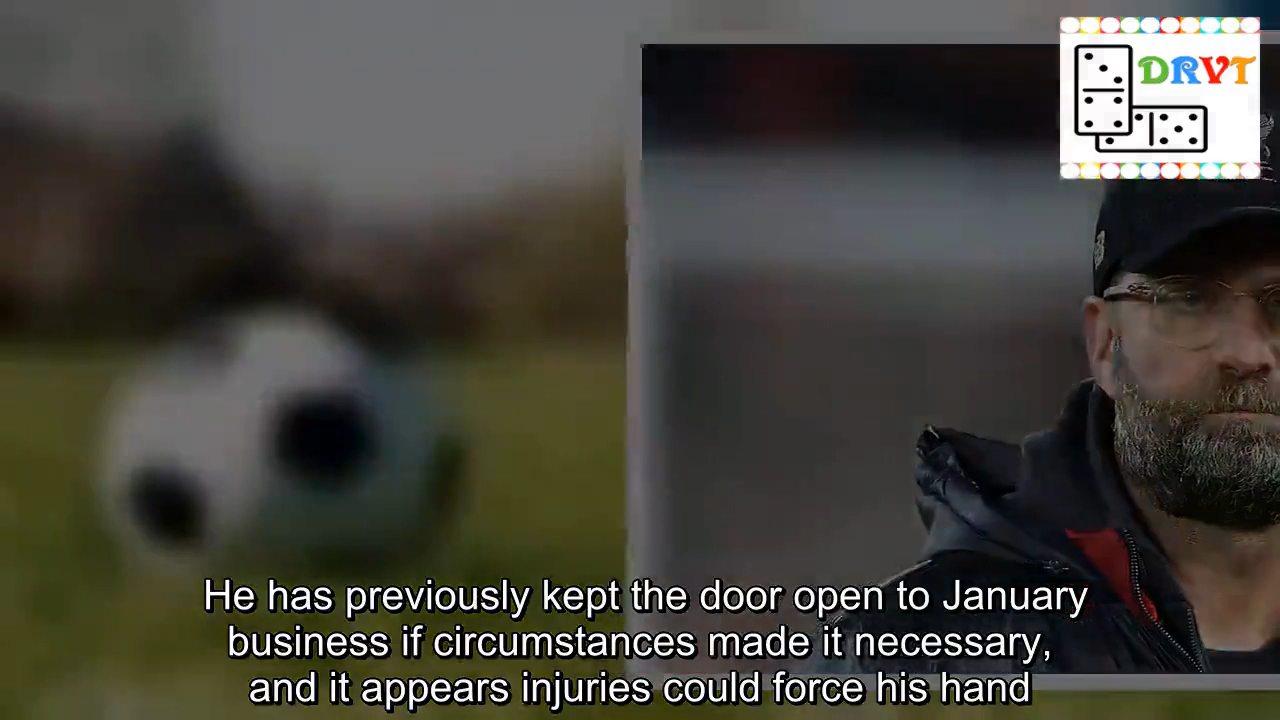 DRVT
He has previously kept the door open to January
business if circumstances made it necessary,
and it appears injuries could force his hand